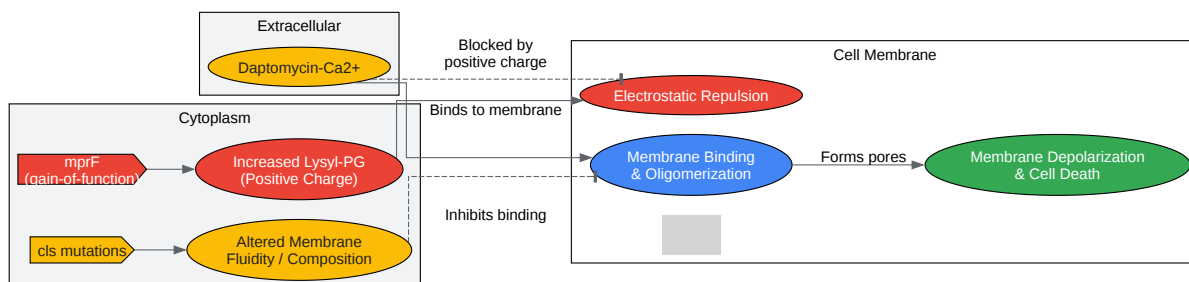 Extracellular
Daptomycin-Ca2+
Blocked by
positive charge
Cell Membrane
Electrostatic Repulsion
Binds to membrane
Cytoplasm
mprF
(gain-of-function)
Increased Lysyl-PG
(Positive Charge)
Membrane Binding
& Oligomerization
Forms pores
Membrane Depolarization
& Cell Death
Inhibits binding
cls mutations
Altered Membrane
Fluidity / Composition